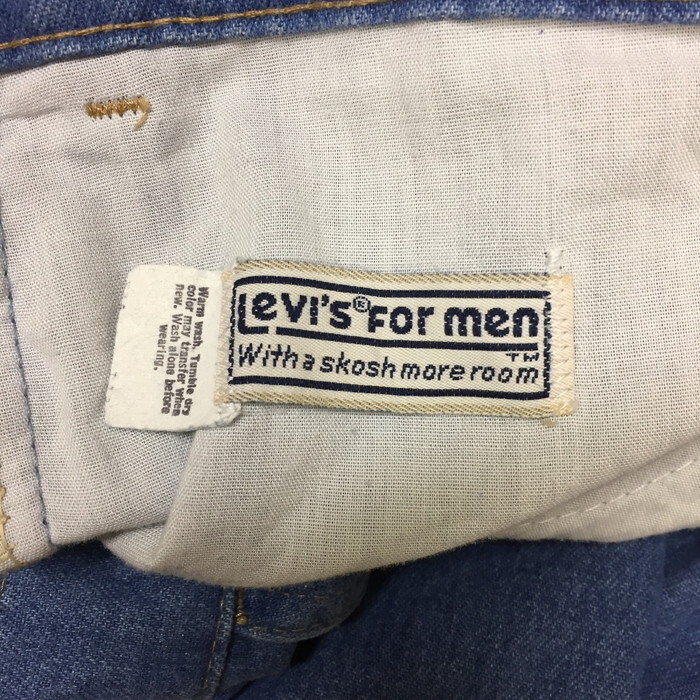 Levi's® for men
™
With a skosh more room
Warm wash, Tumble dry
color may transfer when
new. Wash alone before
wearing.